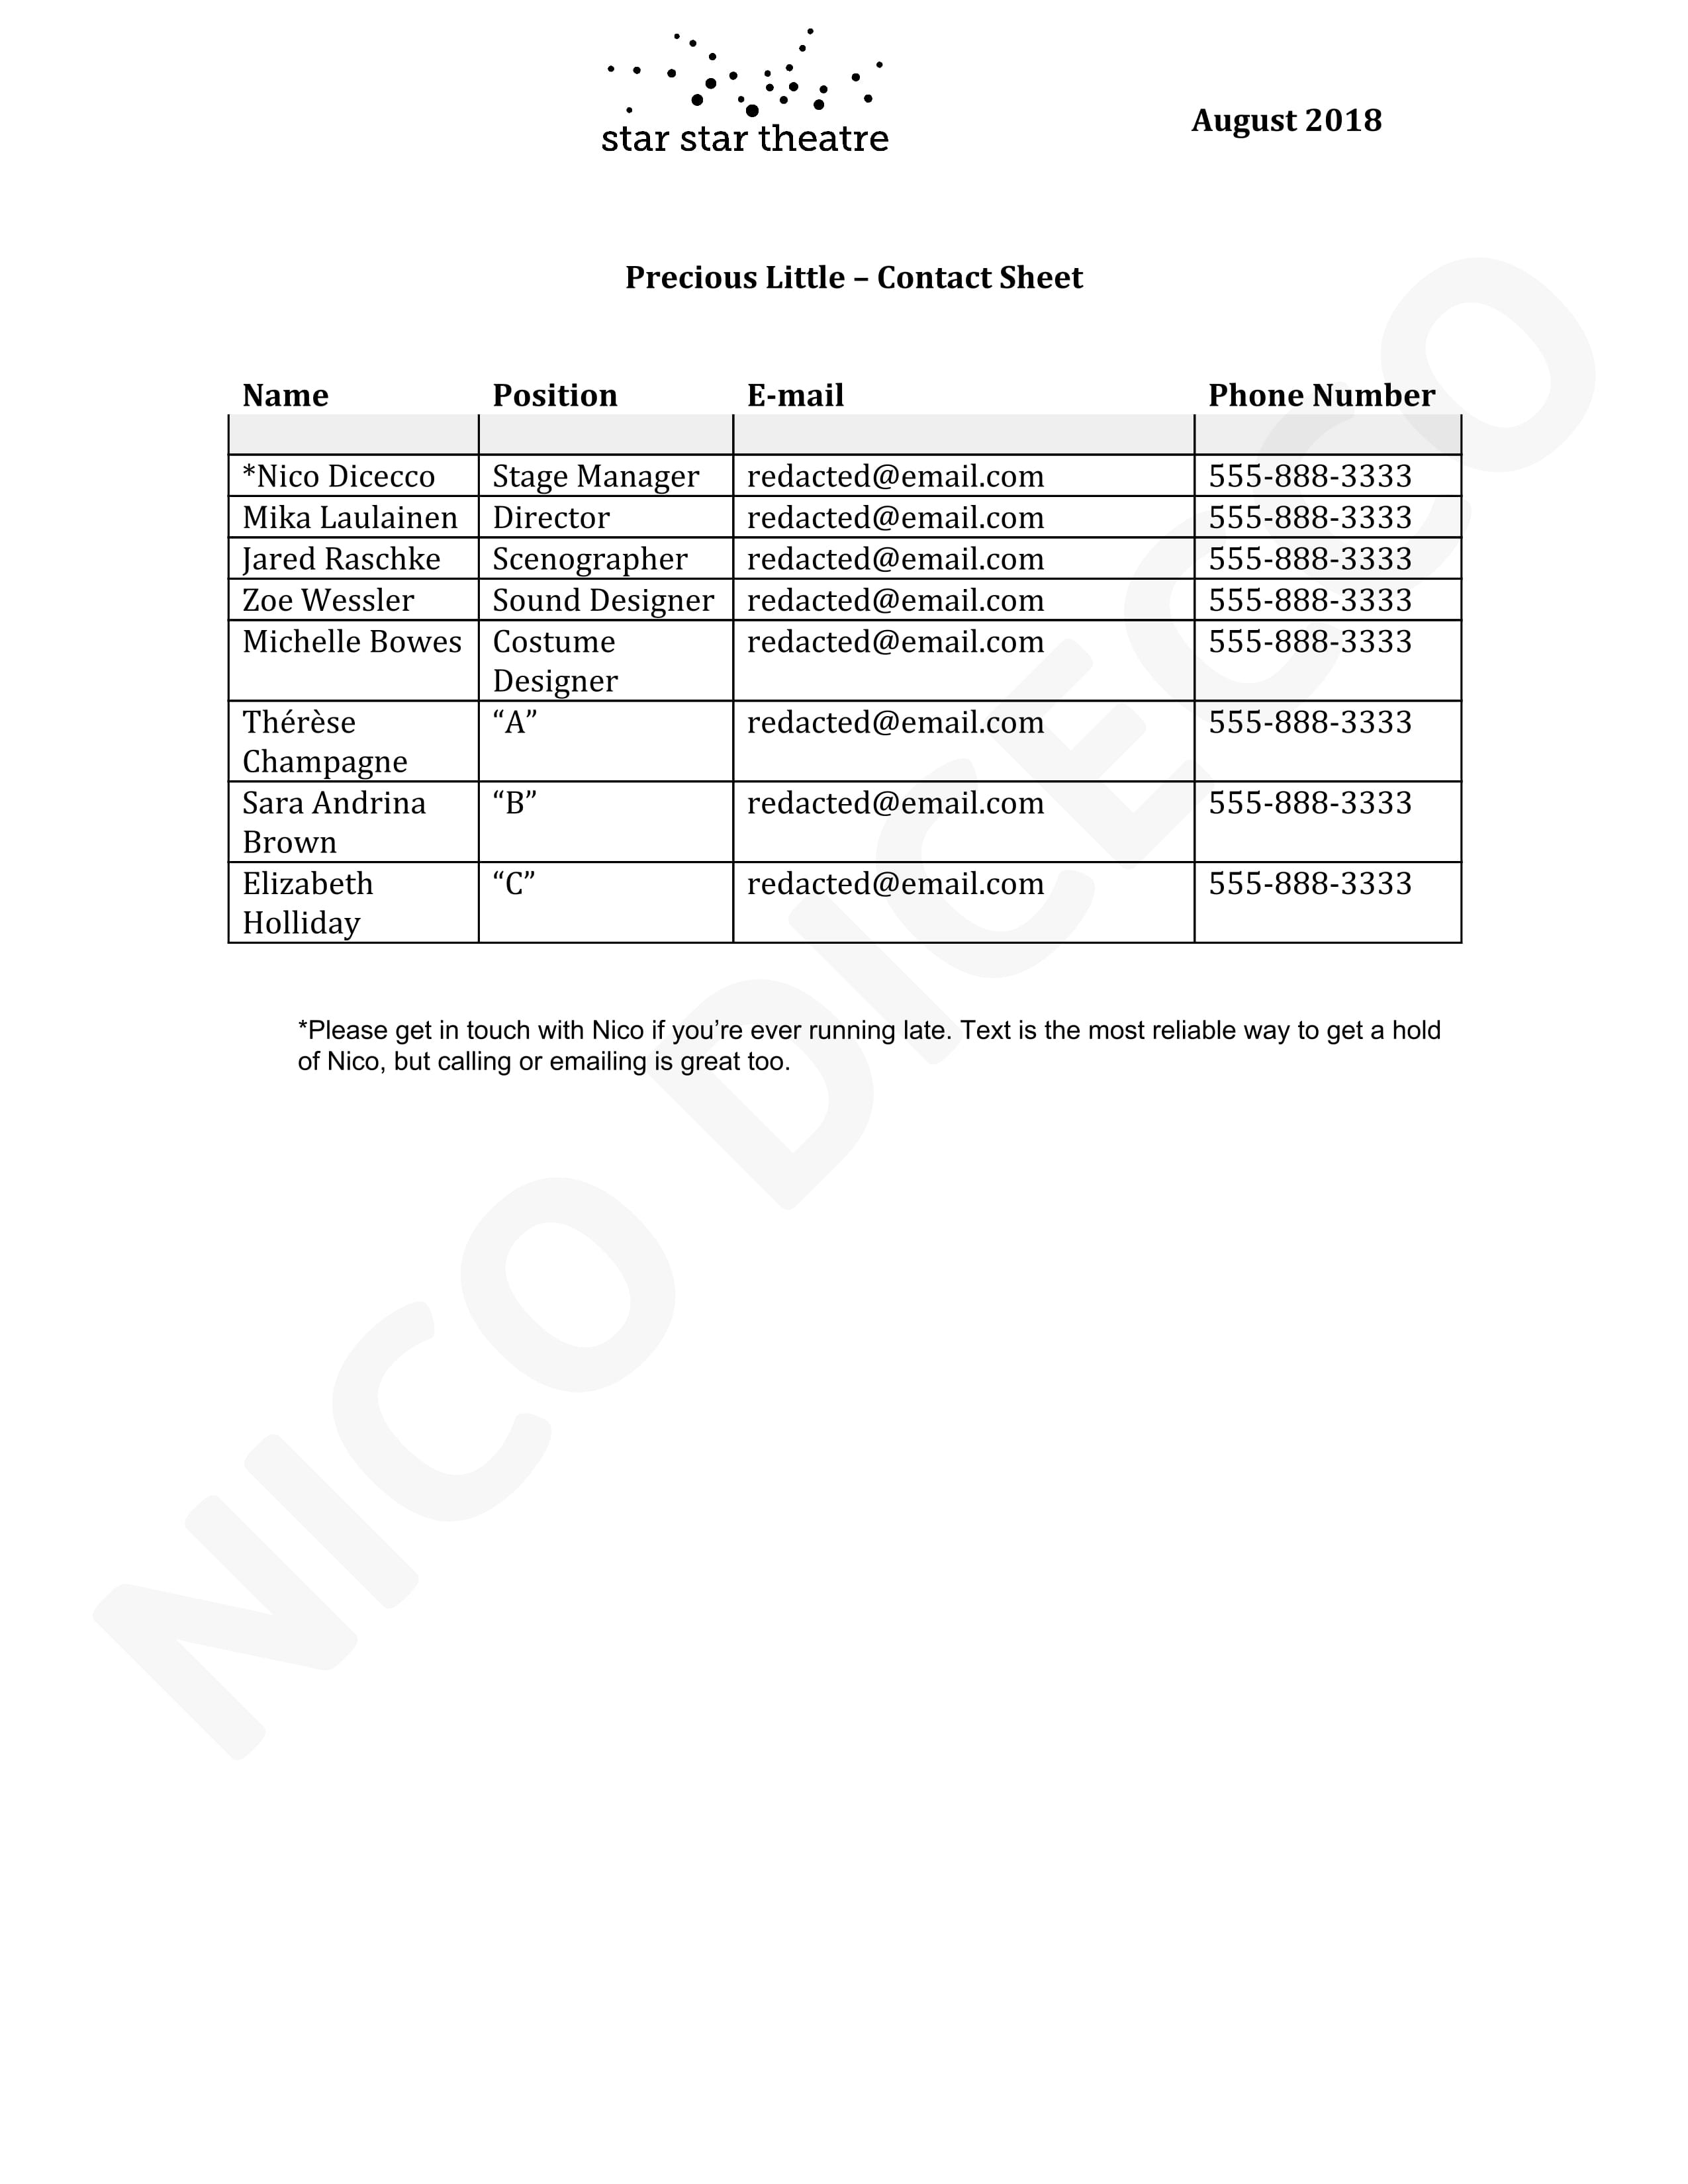 star star theatre
August 2018
Precious Little – Contact Sheet
Name Position E-mail Phone Number
*Nico Dicecco Stage Manager redacted@email.com 555-888-3333
Mika Laulainen Director redacted@email.com 555-888-3333
Jared Raschke Scenographer redacted@email.com 555-888-3333
Zoe Wessler Sound Designer redacted@email.com 555-888-3333
Michelle Bowes Costume redacted@email.com 555-888-3333
Designer
Thérèse “A” redacted@email.com 555-888-3333
Champagne
Sara Andrina “B” redacted@email.com 555-888-3333
Brown
Elizabeth “C” redacted@email.com 555-888-3333
Holliday
*Please get in touch with Nico if you’re ever running late. Text is the most reliable way to get a hold
of Nico, but calling or emailing is great too.
NICO DICECCO